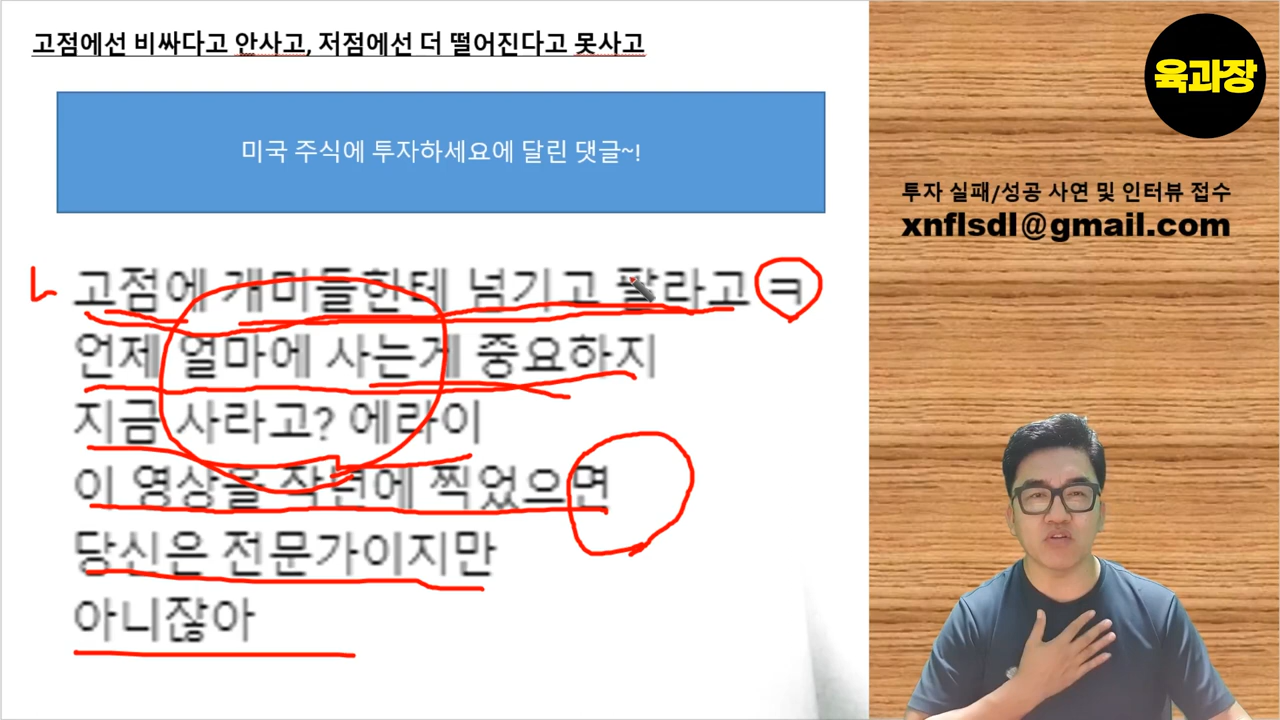 고점에선 비싸다고 안사고, 저점에선 더 떨어진다고 못사고
미국 주식에 투자하세요에 달린 댓글~!
고점에 개미들한테 넘기고 팔라고 ㅋ
언제 얼마에 사는게 중요하지
지금 사라고? 에라이
이 영상을 작년에 찍었으면
당신은 전문가이지만
아니잖아
육과장
투자 실패/성공 사연 및 인터뷰 접수
xnflsdl@gmail.com